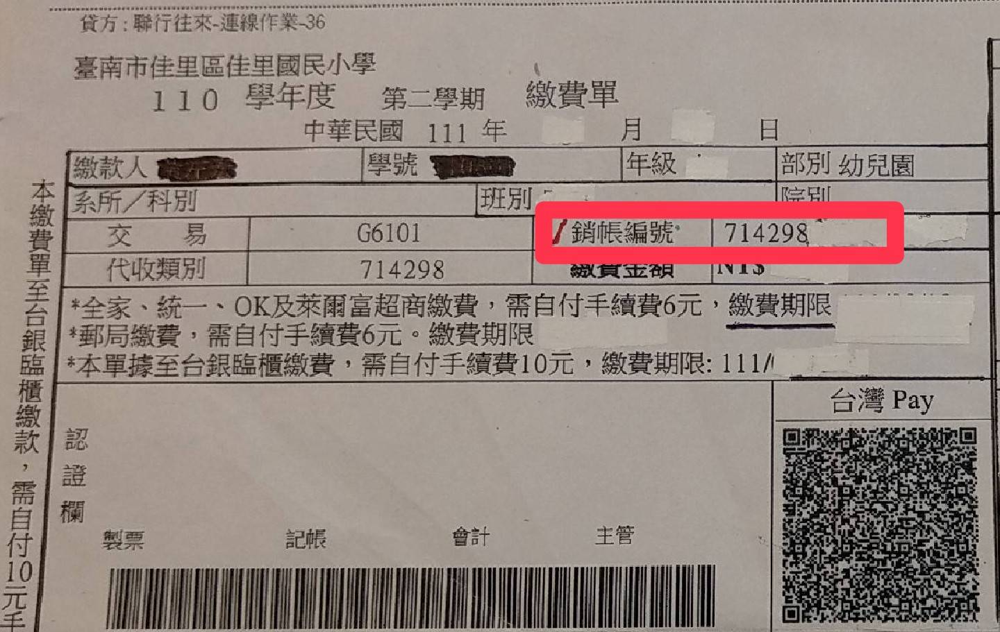 貸方:聯行往來-連線作業-36
臺南市佳里區佳里國民小學
110 學年度 第二學期 繳費單
中華民國 111 年 月 日
繳款人 學號 年級 部別 幼兒園
系所／科別 班別 院別
交 易 G6101 銷帳編號 714298
代收類別 714298 繳費金額 NT$
*全家、統一、OK及萊爾富超商繳費，需自付手續費6元，繳費期限
*郵局繳費，需自付手續費6元。繳費期限
*本單據至台銀臨櫃繳費，需自付手續費10元，繳費期限: 111/
台灣 Pay
認證欄
製票 記帳 會計 主管
本繳費單至台銀臨櫃繳款，需自付10元手